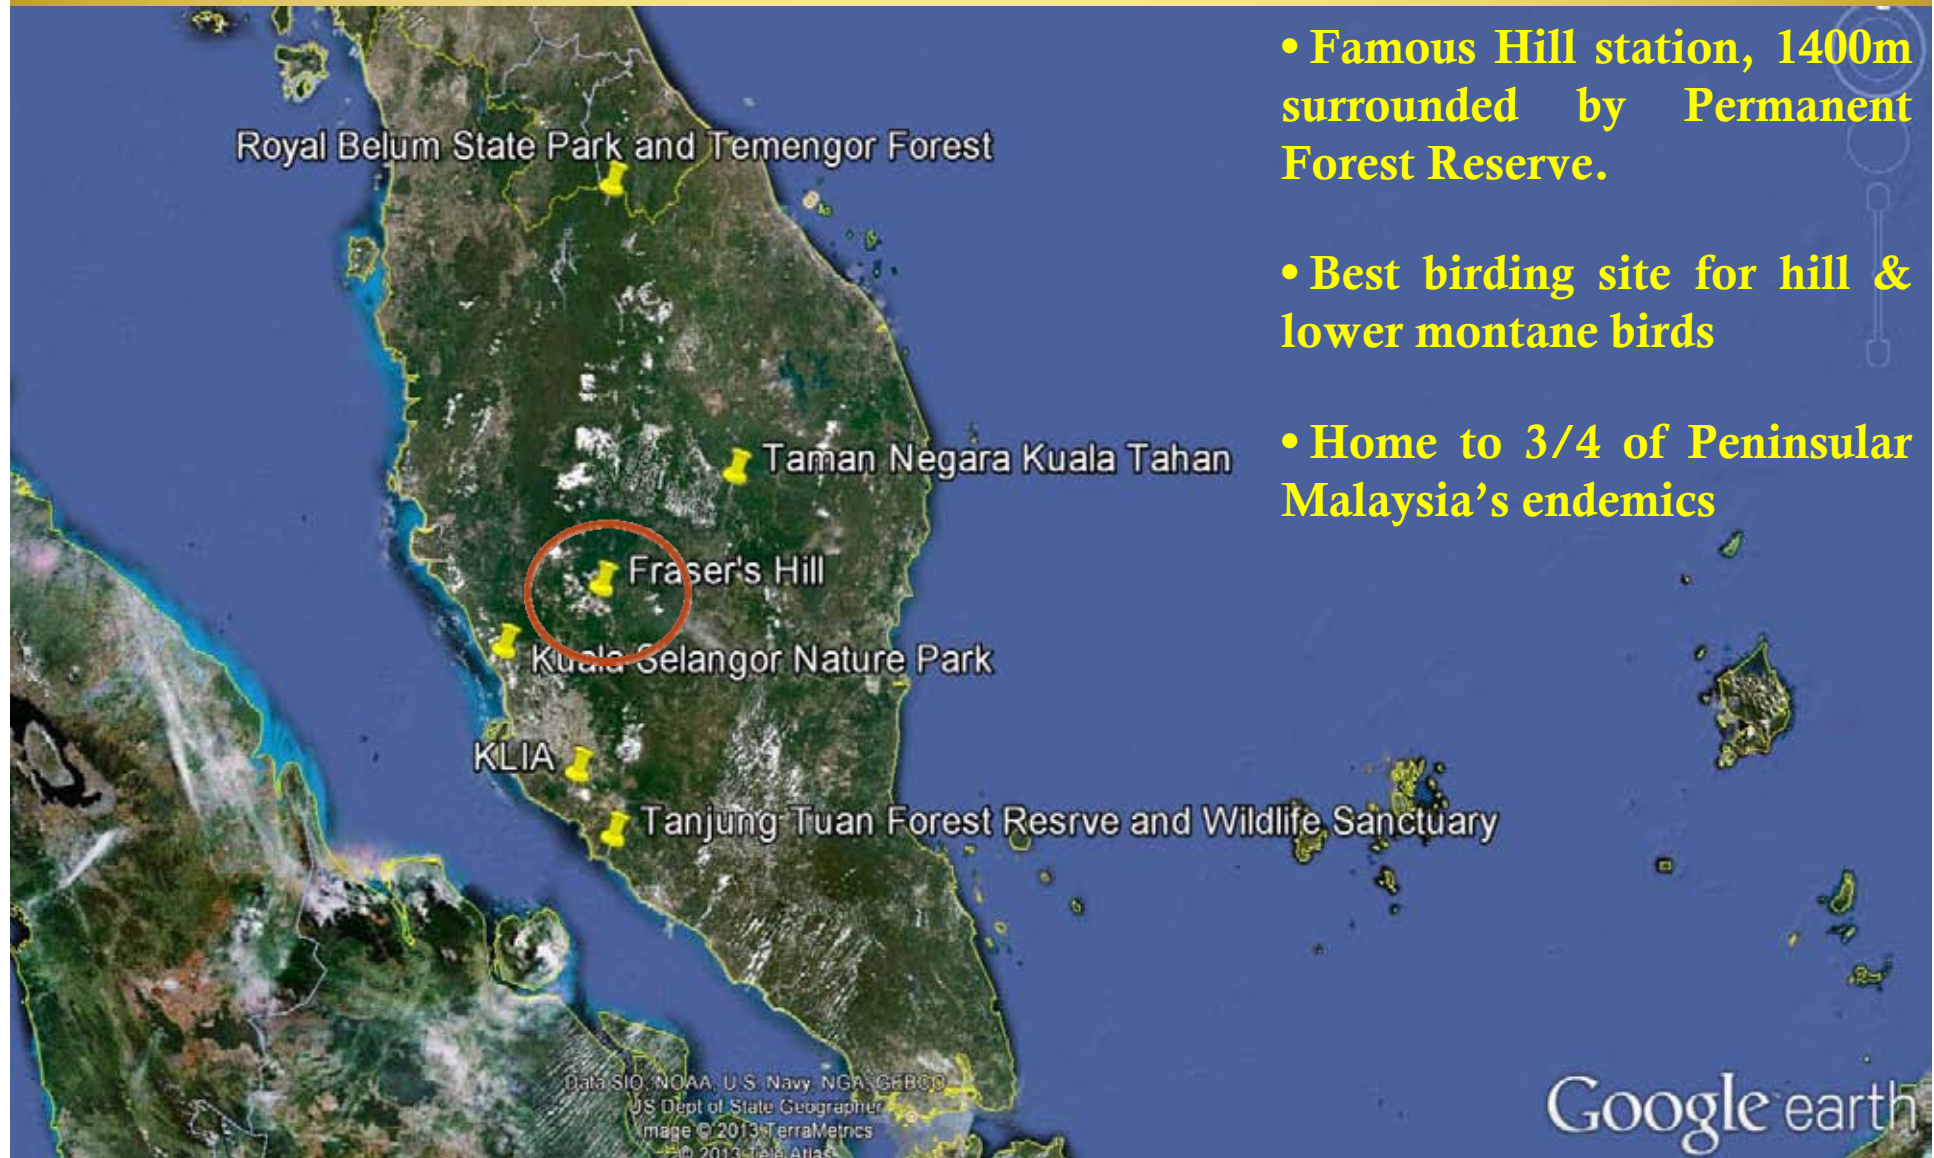 • Famous Hill station, 1400m
surrounded by Permanent
Forest Reserve.
• Best birding site for hill &
lower montane birds
• Home to 3/4 of Peninsular
Malaysia’s endemics
Royal Belum State Park and Temengor Forest
Taman Negara Kuala Tahan
Fraser's Hill
Kuala Selangor Nature Park
KLIA
Tanjung Tuan Forest Resrve and Wildlife Sanctuary
Data SIO, NOAA, U.S. Navy, NGA, GEBCO
US Dept of State Geographer
Image © 2013 TerraMetrics
© 2013 Tele Atlas
Google earth